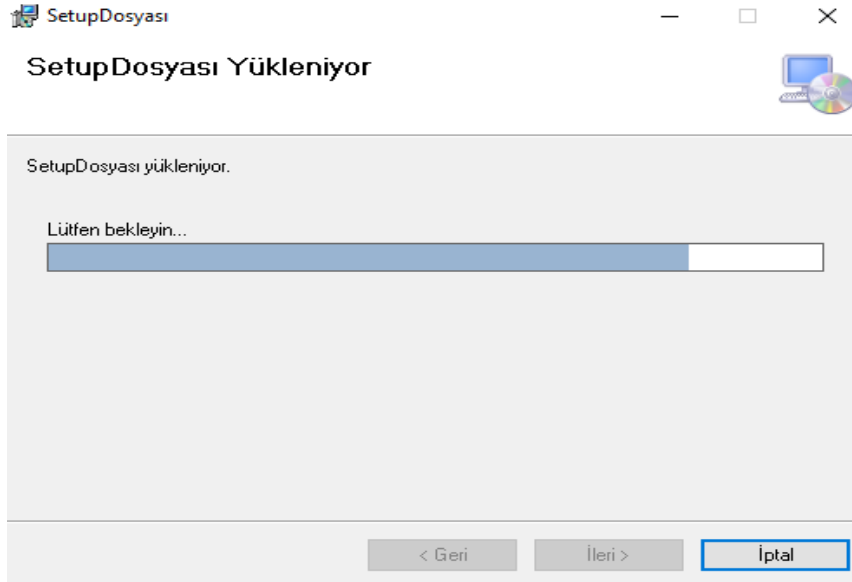 SetupDosyası
SetupDosyası Yükleniyor
SetupDosyası yükleniyor.
Lütfen bekleyin...
< Geri
İleri >
İptal